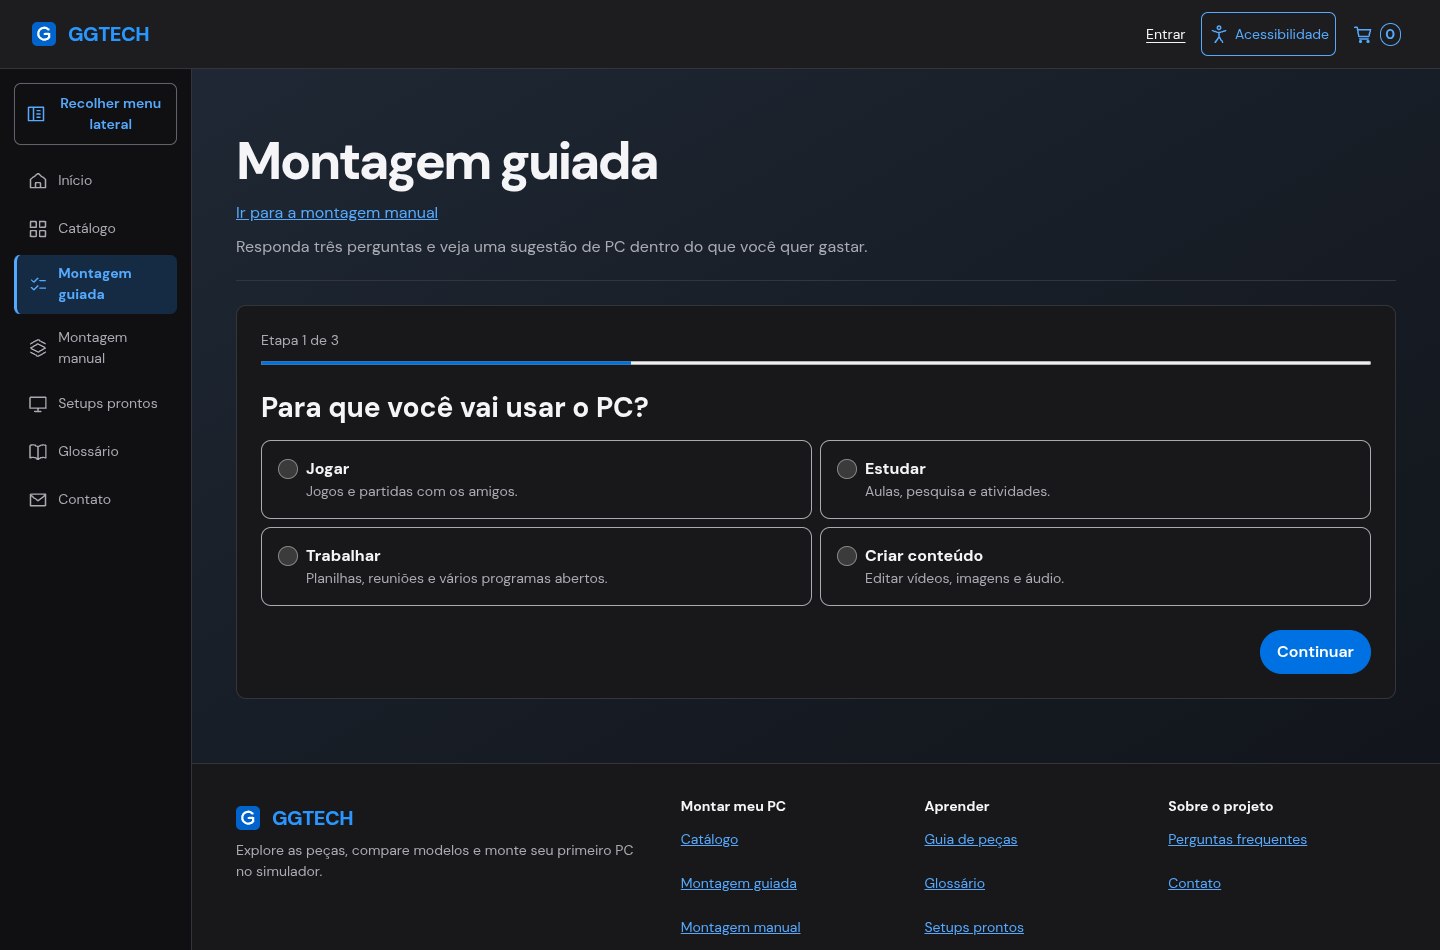 G GGTECH
Entrar
Acessibilidade
0
Recolher menu
lateral
Início
Catálogo
Montagem
guiada
Montagem
manual
Setups prontos
Glossário
Contato
Montagem guiada
Ir para a montagem manual
Responda três perguntas e veja uma sugestão de PC dentro do que você quer gastar.
Etapa 1 de 3
Para que você vai usar o PC?
Jogar
Jogos e partidas com os amigos.
Estudar
Aulas, pesquisa e atividades.
Trabalhar
Planilhas, reuniões e vários programas abertos.
Criar conteúdo
Editar vídeos, imagens e áudio.
Continuar
G GGTECH
Explore as peças, compare modelos e monte seu primeiro PC
no simulador.
Montar meu PC
Catálogo
Montagem guiada
Montagem manual
Aprender
Guia de peças
Glossário
Setups prontos
Sobre o projeto
Perguntas frequentes
Contato